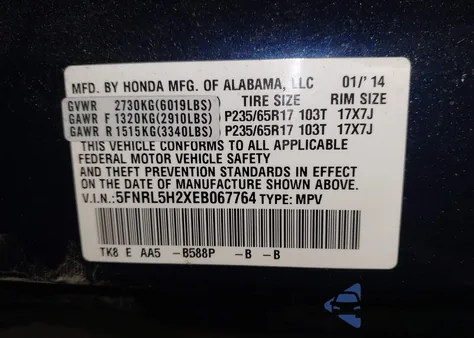 MFD. BY HONDA MFG. OF ALABAMA, LLC 01/'14
GVWR 2730KG(6019LBS) TIRE SIZE RIM SIZE
GAWR F 1320KG(2910LBS) P235/65R17 103T 17X7J
GAWR R 1515KG(3340LBS) P235/65R17 103T 17X7J
THIS VEHICLE CONFORMS TO ALL APPLICABLE
FEDERAL MOTOR VEHICLE SAFETY
AND THEFT PREVENTION STANDARDS IN EFFECT
ON THE DATE OF MANUFACTURE SHOWN ABOVE.
V.I.N.: 5FNRL5H2XEB067764 TYPE: MPV
TK8 E AA5 -B588P -B -B